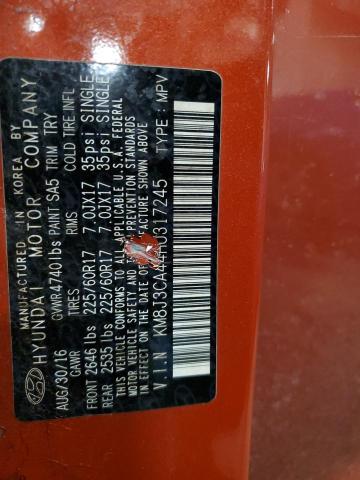 MANUFACTURED BY IN KOREA BY
HYUNDAI MOTOR COMPANY
AUG/30/16 GVWR 4740lbs PAINT SA5 TRIM TRY
TIRES RIMS COLD TIRE INFL
FRONT 2646 lbs 225/60R17 7.0JX17 35psi SINGLE
REAR 2535 lbs 225/60R17 7.0JX17 35psi SINGLE
THIS VEHICLE CONFORMS TO ALL APPLICABLE U.S.A. FEDERAL
MOTOR VEHICLE SAFETY AND PREVENTION STANDARDS
IN EFFECT ON THE DATE OF MANUFACTURE SHOWN ABOVE
V.I.N : KM8J3CA4 U317245 TYPE : MPV